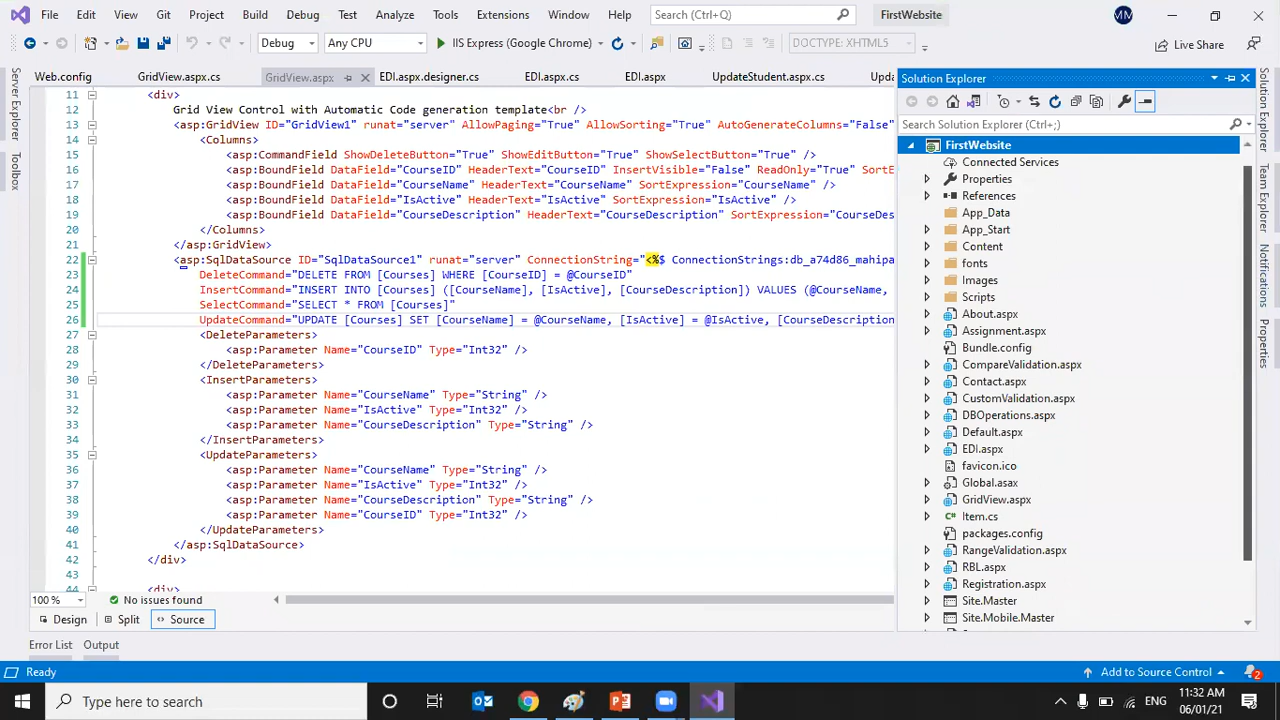 File Edit View Git Project Build Debug Test Analyze Tools Extensions Window Help Search (Ctrl+Q) FirstWebsite MM
Debug Any CPU IIS Express (Google Chrome) DOCTYPE: XHTML5 Live Share
Web.config GridView.aspx.cs GridView.aspx EDI.aspx.designer.cs EDI.aspx.cs EDI.aspx UpdateStudent.aspx.cs Upda
Server Explorer
Toolbox
11 <div>
12 Grid View Control with Automatic Code generation template<br />
13 <asp:GridView ID="GridView1" runat="server" AllowPaging="True" AllowSorting="True" AutoGenerateColumns="False"
14 <Columns>
15 <asp:CommandField ShowDeleteButton="True" ShowEditButton="True" ShowSelectButton="True" />
16 <asp:BoundField DataField="CourseID" HeaderText="CourseID" InsertVisible="False" ReadOnly="True" SortE
17 <asp:BoundField DataField="CourseName" HeaderText="CourseName" SortExpression="CourseName" />
18 <asp:BoundField DataField="IsActive" HeaderText="IsActive" SortExpression="IsActive" />
19 <asp:BoundField DataField="CourseDescription" HeaderText="CourseDescription" SortExpression="CourseDes
20 </Columns>
21 </asp:GridView>
22 <asp:SqlDataSource ID="SqlDataSource1" runat="server" ConnectionString="<%$ ConnectionStrings:db_a74d86_mahipa
23 DeleteCommand="DELETE FROM [Courses] WHERE [CourseID] = @CourseID"
24 InsertCommand="INSERT INTO [Courses] ([CourseName], [IsActive], [CourseDescription]) VALUES (@CourseName,
25 SelectCommand="SELECT * FROM [Courses]"
26 UpdateCommand="UPDATE [Courses] SET [CourseName] = @CourseName, [IsActive] = @IsActive, [CourseDescription
27 <DeleteParameters>
28 <asp:Parameter Name="CourseID" Type="Int32" />
29 </DeleteParameters>
30 <InsertParameters>
31 <asp:Parameter Name="CourseName" Type="String" />
32 <asp:Parameter Name="IsActive" Type="Int32" />
33 <asp:Parameter Name="CourseDescription" Type="String" />
34 </InsertParameters>
35 <UpdateParameters>
36 <asp:Parameter Name="CourseName" Type="String" />
37 <asp:Parameter Name="IsActive" Type="Int32" />
38 <asp:Parameter Name="CourseDescription" Type="String" />
39 <asp:Parameter Name="CourseID" Type="Int32" />
40 </UpdateParameters>
41 </asp:SqlDataSource>
42 </div>
43
44 <div>
100 % No issues found
Design Split Source
Error List Output
Solution Explorer
Search Solution Explorer (Ctrl+;)
FirstWebsite
Connected Services
Properties
References
App_Data
App_Start
Content
fonts
Images
Scripts
About.aspx
Assignment.aspx
Bundle.config
CompareValidation.aspx
Contact.aspx
CustomValidation.aspx
DBOperations.aspx
Default.aspx
EDI.aspx
favicon.ico
Global.asax
GridView.aspx
Item.cs
packages.config
RangeValidation.aspx
RBL.aspx
Registration.aspx
Site.Master
Site.Mobile.Master
Solution Explorer
Team Explorer
Properties
Ready Add to Source Control 2
Type here to search ENG 11:32 AM
06/01/21